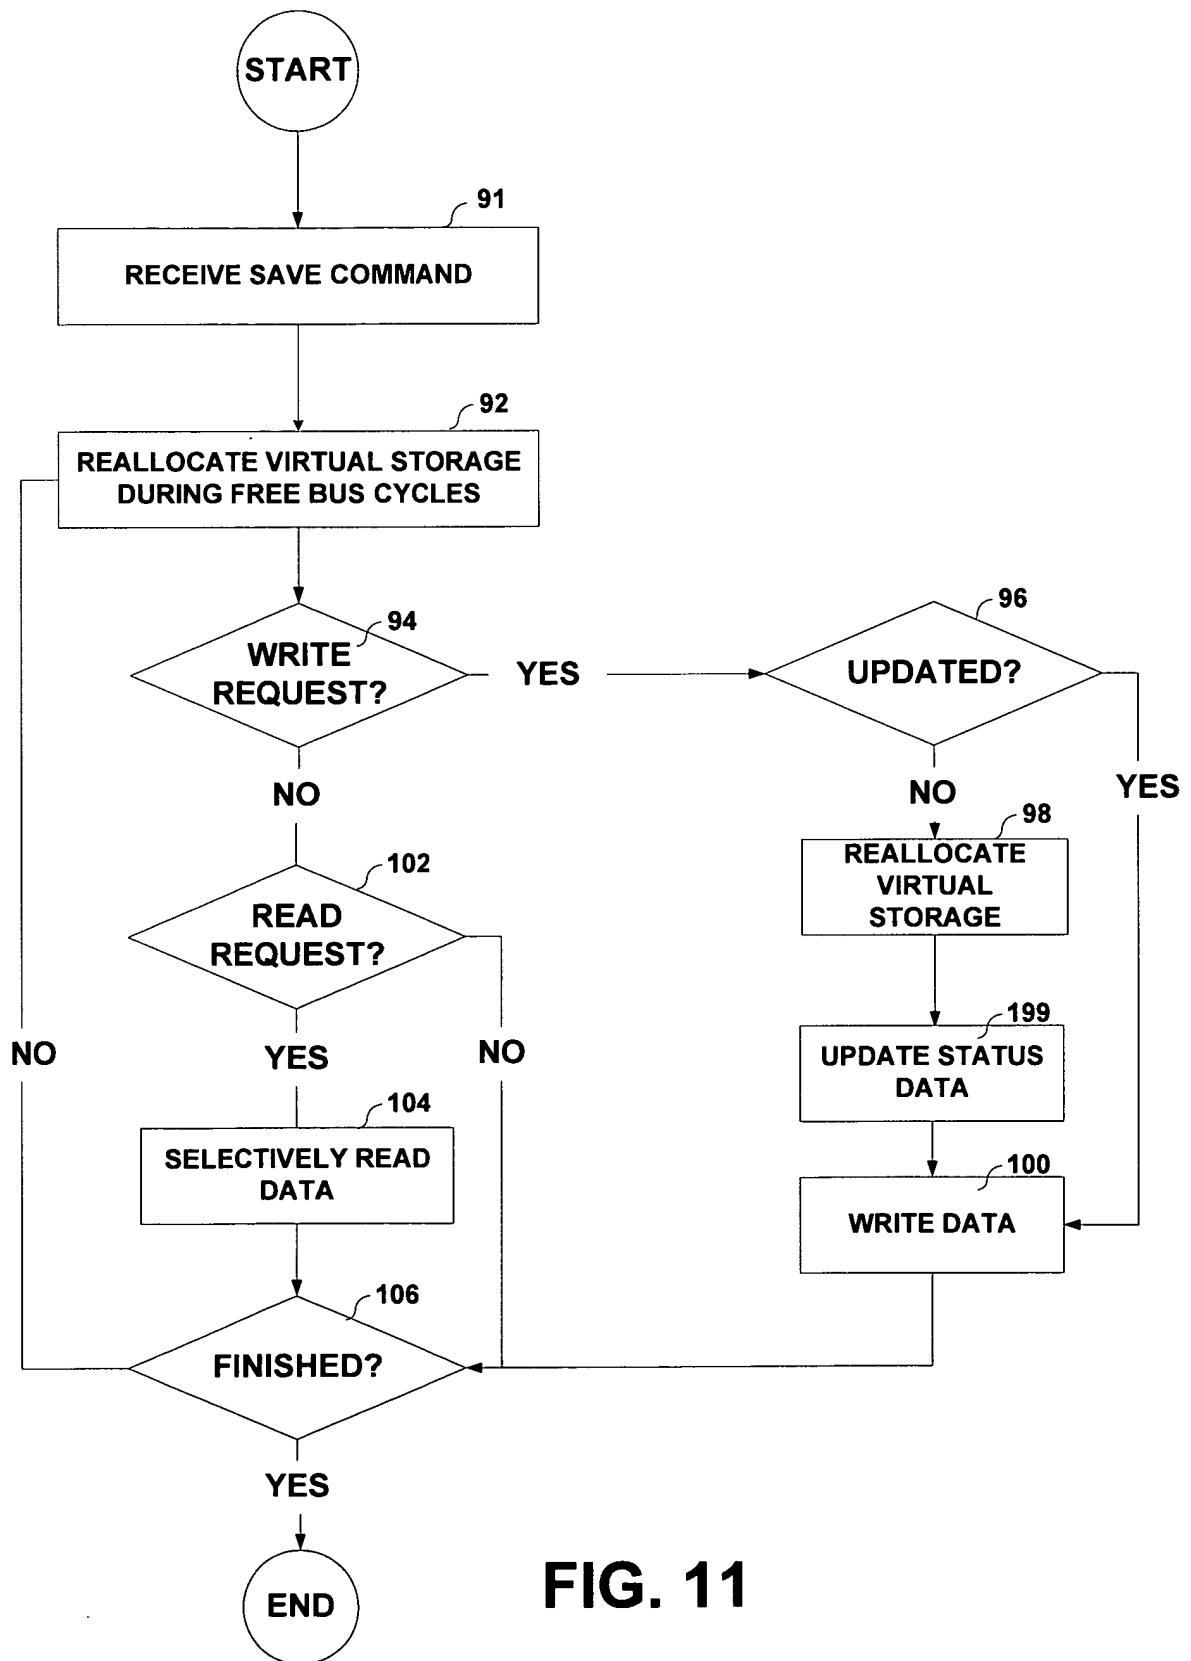 START
91
RECEIVE SAVE COMMAND
92
REALLOCATE VIRTUAL STORAGE
DURING FREE BUS CYCLES
94
WRITE
REQUEST?
YES
96
UPDATED?
NO
YES
NO
98
REALLOCATE
VIRTUAL
STORAGE
102
READ
REQUEST?
199
UPDATE STATUS
DATA
NO
YES
NO
104
SELECTIVELY READ
DATA
100
WRITE DATA
106
FINISHED?
YES
END
FIG. 11